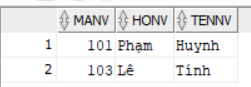 MANV HONV TENNV
1 101 Phạm Huynh
2 103 Lê Tính